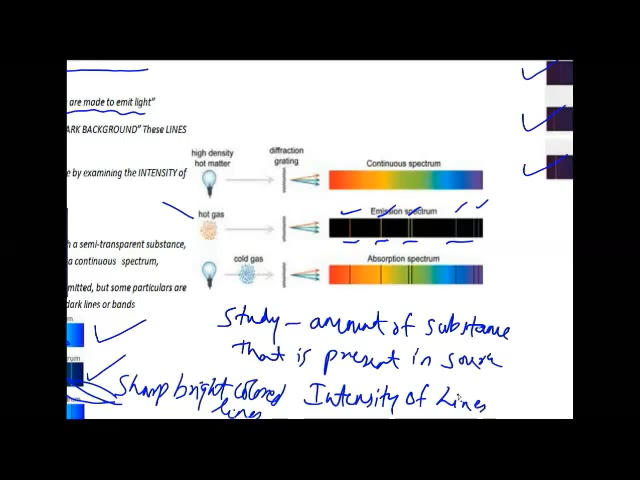 are made to emit light"
ARK BACKGROUND" These LINES
high density
hot matter
diffraction
grating
Continuous spectrum
e by examining the INTENSITY of
hot gas
Emission spectrum
h a semi-transparent substance,
a continuous spectrum,
cold gas
Absorption spectrum
mitted, but some particulars are
dark lines or bands
Study - amount of substance
that is present in source
Sharp bright colored
lines
Intensity of Lines